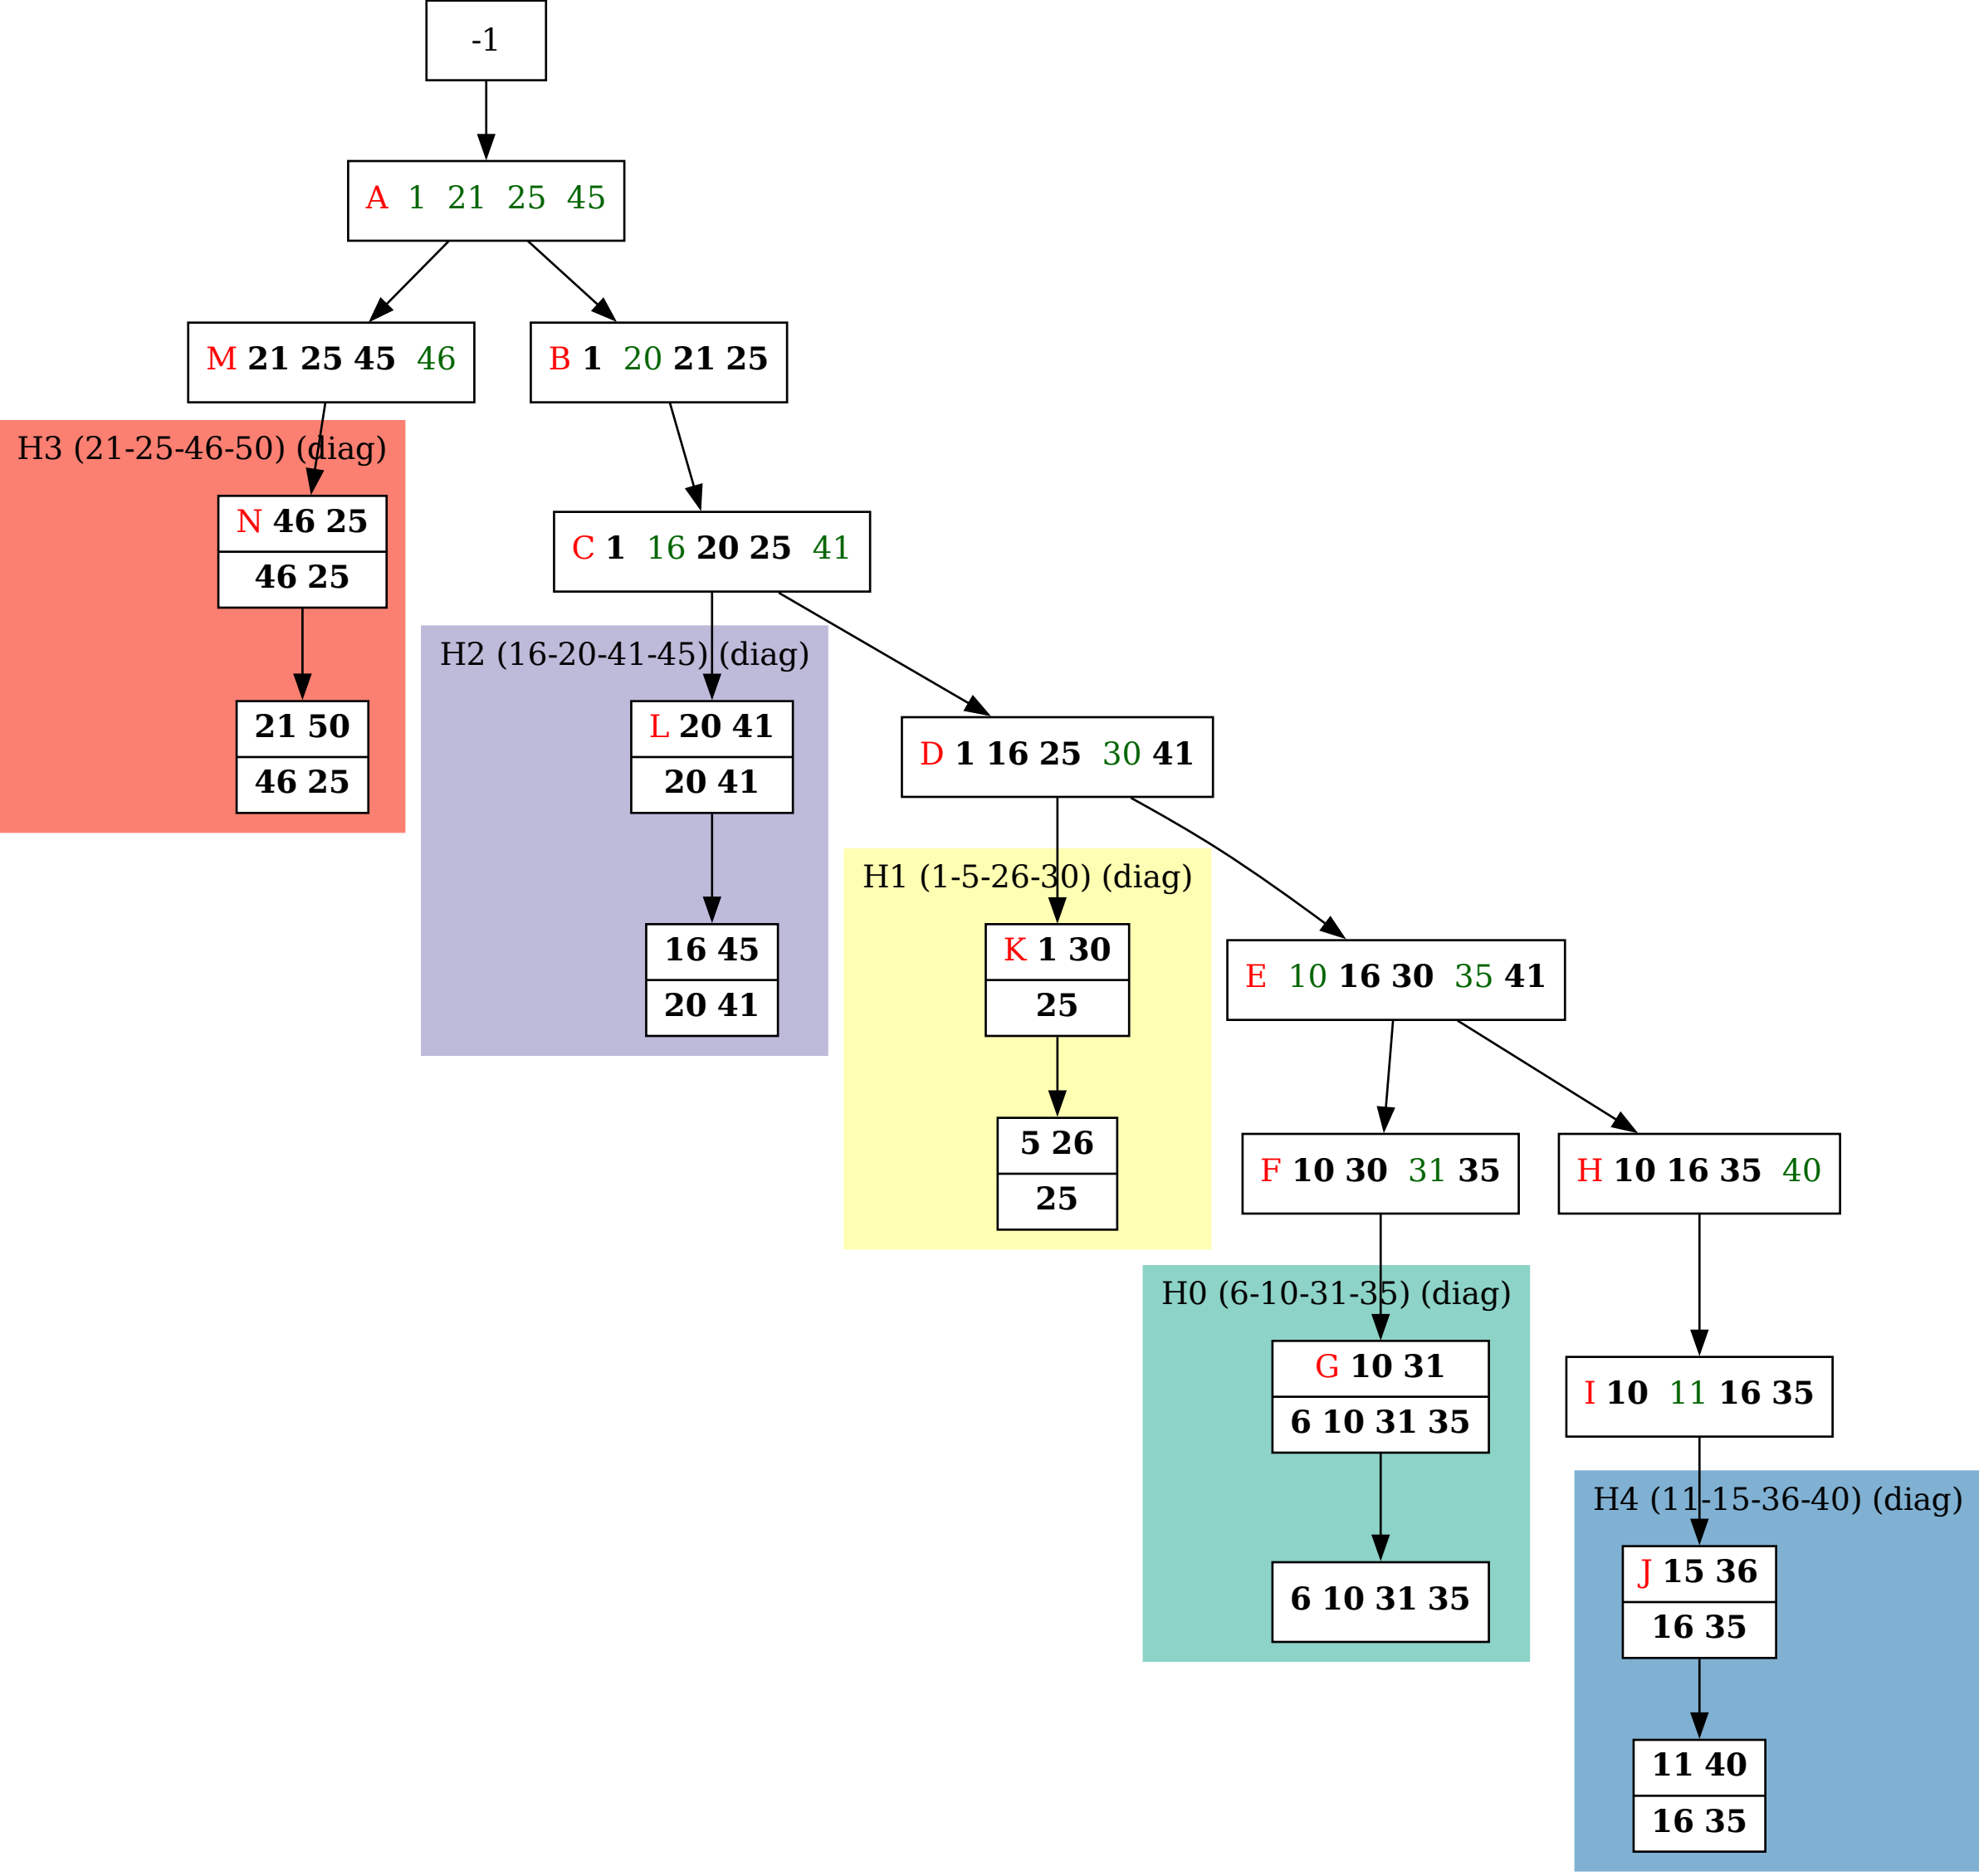 -1
A 1 21 25 45
M 21 25 45 46
B 1 20 21 25
H3 (21-25-46-50) (diag)
N 46 25
46 25
21 50
46 25
C 1 16 20 25 41
H2 (16-20-41-45) (diag)
L 20 41
20 41
16 45
20 41
D 1 16 25 30 41
H1 (1-5-26-30) (diag)
K 1 30
25
5 26
25
E 10 16 30 35 41
F 10 30 31 35
H 10 16 35 40
H0 (6-10-31-35) (diag)
G 10 31
6 10 31 35
6 10 31 35
I 10 11 16 35
H4 (11-15-36-40) (diag)
J 15 36
16 35
11 40
16 35